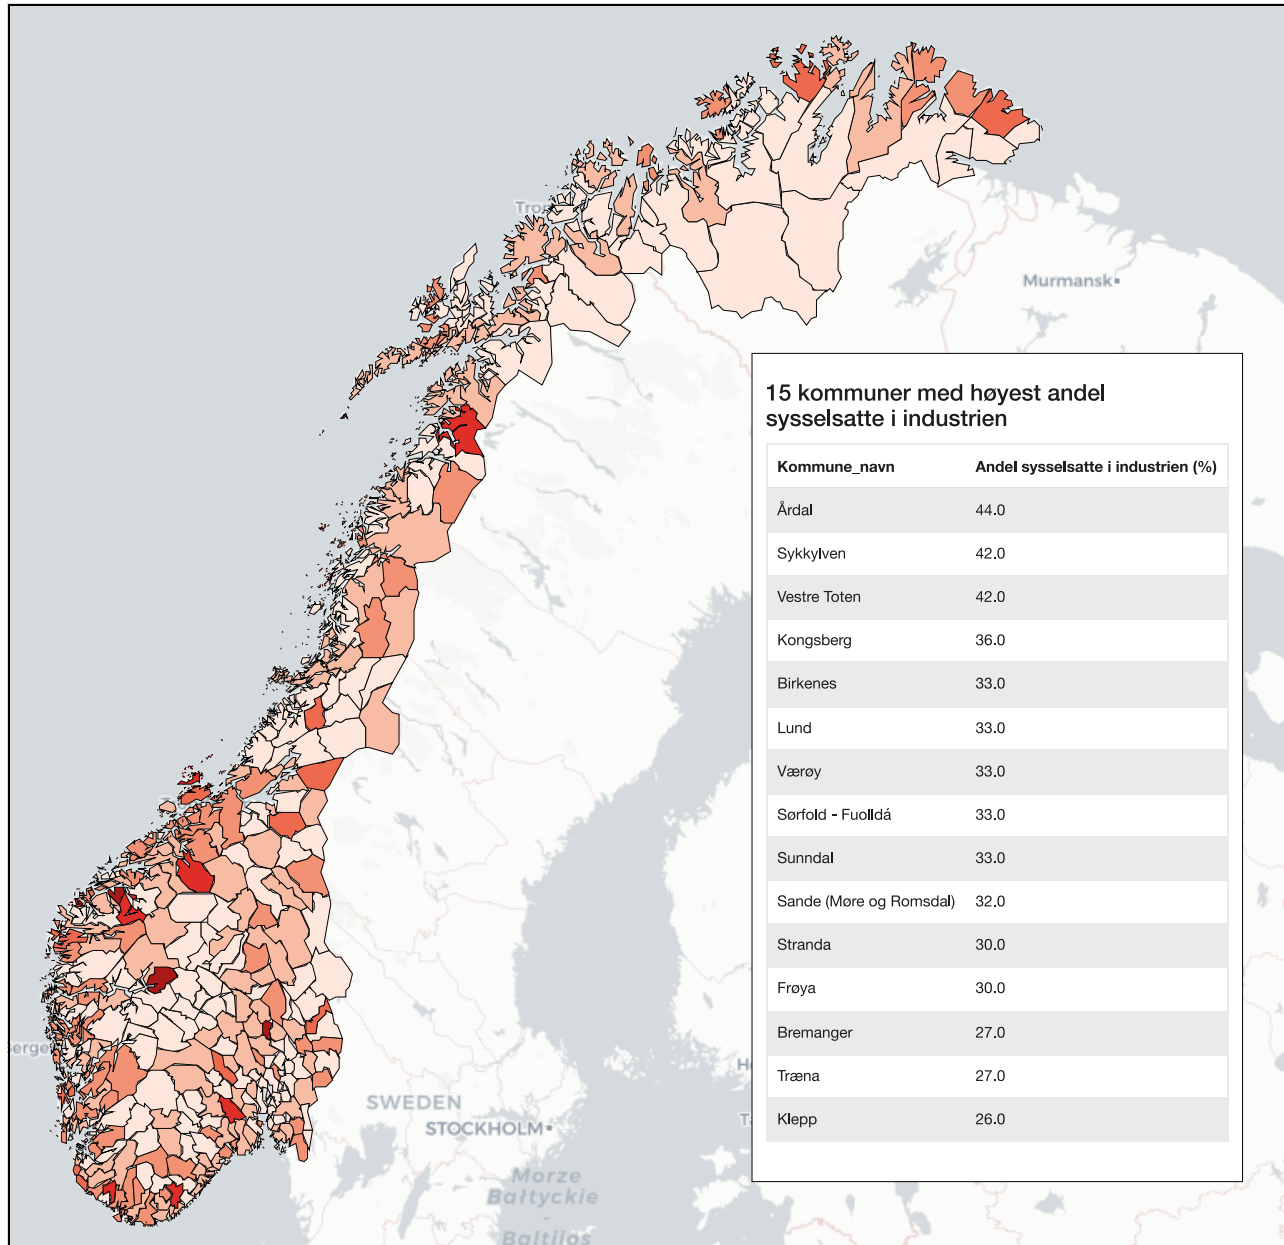 Tron
Murmansk
15 kommuner med høyest andel
sysselsatte i industrien
Kommune_navn Andel sysselsatte i industrien (%)
Årdal 44.0
Sykkylven 42.0
Vestre Toten 42.0
Kongsberg 36.0
Birkenes 33.0
Lund 33.0
Værøy 33.0
Sørfold - Fuolldá 33.0
Sunndal 33.0
Sande (Møre og Romsdal) 32.0
Stranda 30.0
Frøya 30.0
Bremanger 27.0
Træna 27.0
Klepp 26.0
SWEDEN
STOCKHOLM
Morze
Bałtyckie
-
Baltijos